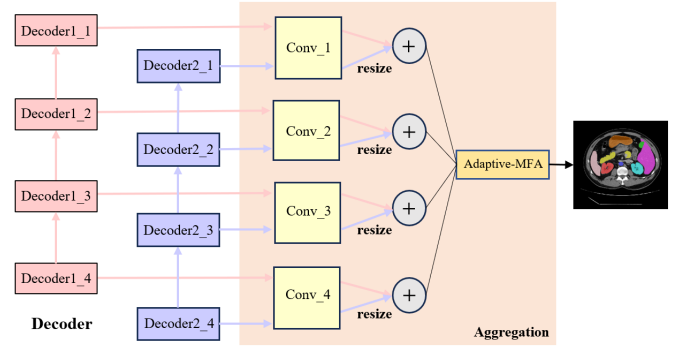 Decoder1_1
Decoder2_1
Conv_1
+
resize
Decoder1_2
Decoder2_2
Conv_2
+
resize
Adaptive-MFA
Decoder1_3
Decoder2_3
Conv_3
+
resize
Decoder1_4
Decoder2_4
Conv_4
+
resize
Decoder
Aggregation